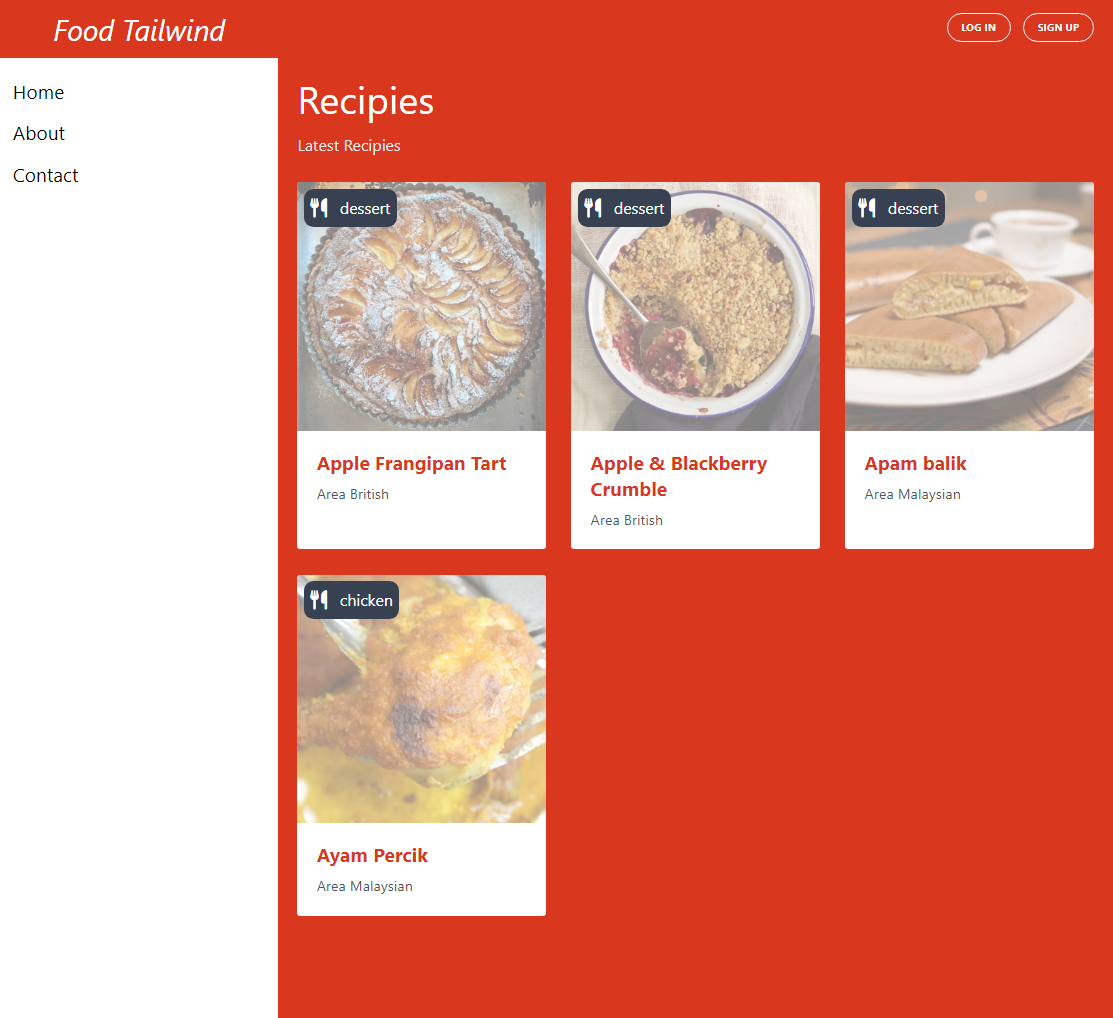 Food Tailwind
LOG IN
SIGN UP
Home
About
Contact
Recipies
Latest Recipies
dessert
Apple Frangipan Tart
Area British
dessert
Apple & Blackberry
Crumble
Area British
dessert
Apam balik
Area Malaysian
chicken
Ayam Percik
Area Malaysian